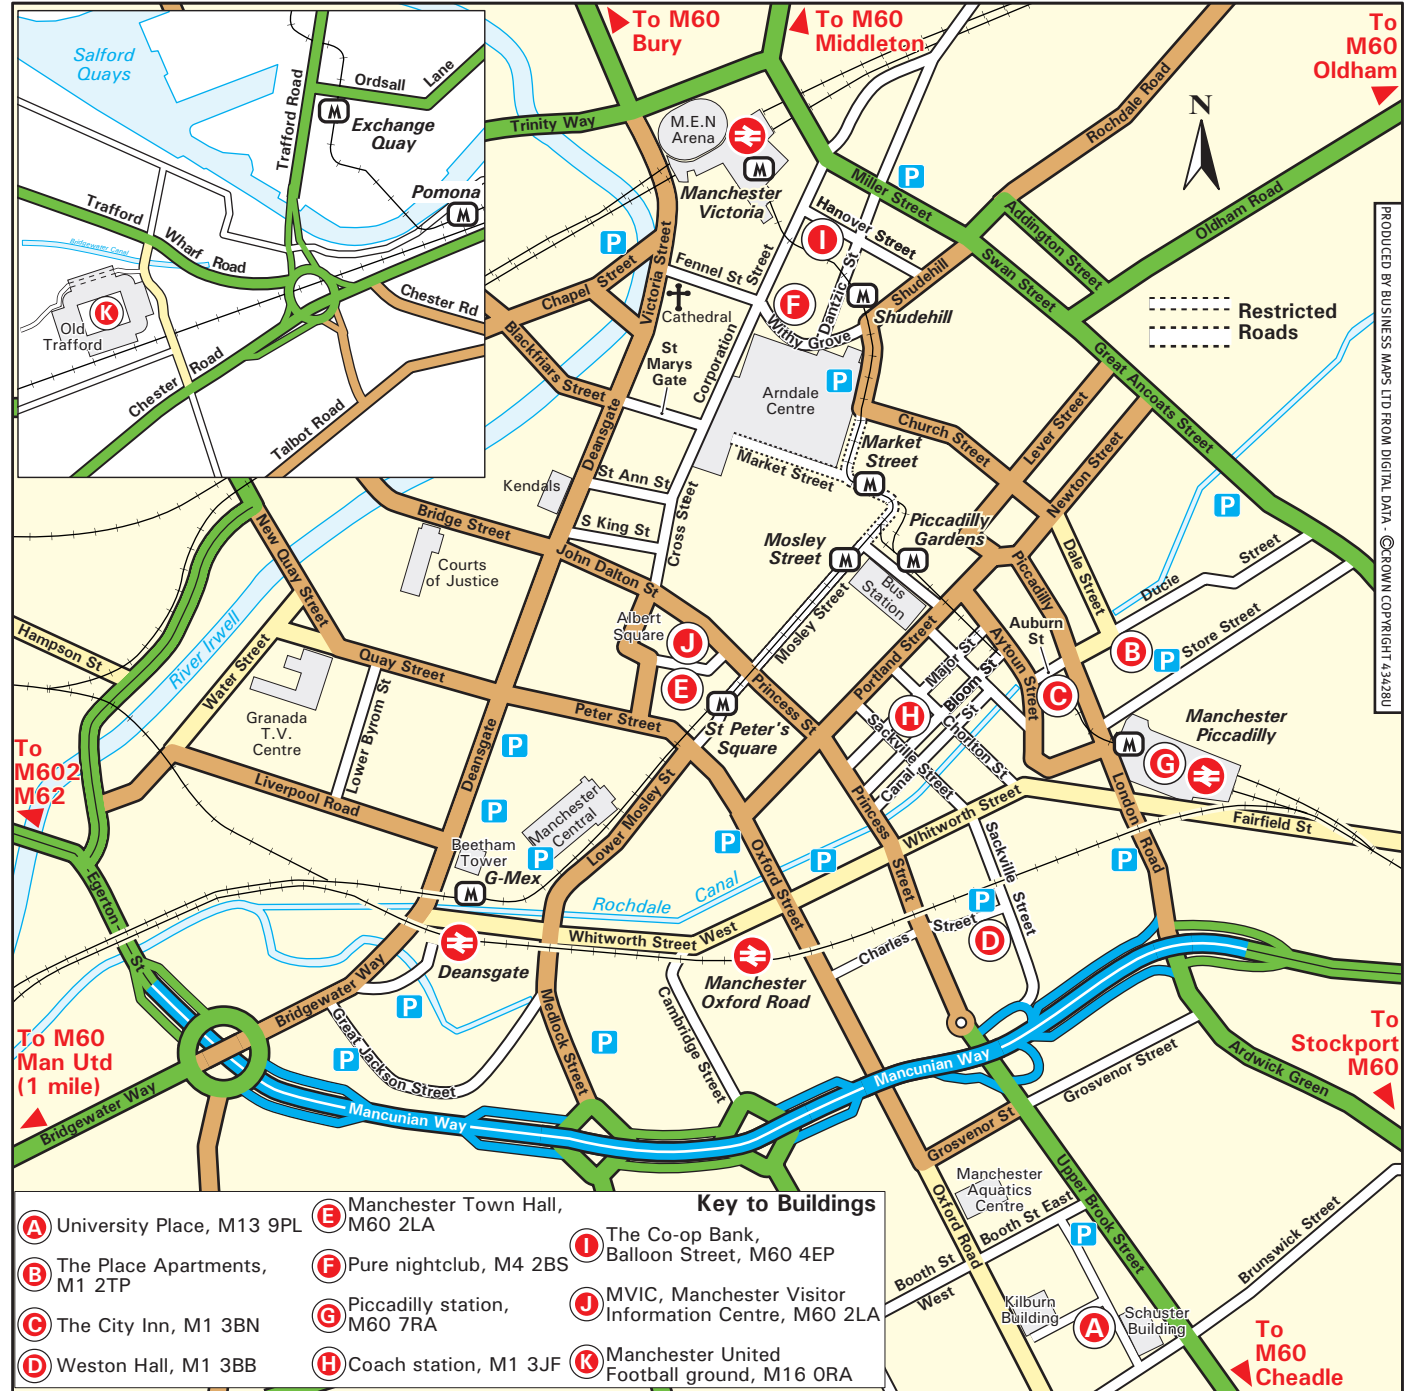 Salford
Quays
Trafford Road
Ordsall Lane
Exchange
Quay
Pomona
Trafford
Wharf Road
Bridgewater Canal
Chester Rd
Old
Trafford
K
Chester Road
Talbot Road
To M60
Bury
To M60
Middleton
To
M60
Oldham
N
Trinity Way
M.E.N
Arena
Manchester
Victoria
Miller Street
Rochdale Road
Hanover Street
Addington Street
Oldham Road
Swan Street
Shudehill
Dantzic St
I
F
Shudehill
Withy Grove
Chapel Street
Victoria Street
Fennel St
Cathedral
Corporation Street
St
Marys
Gate
Blackfriars Street
Arndale
Centre
Restricted
Roads
Great Ancoats Street
Lever Street
Newton Street
Church Street
Market
Street
Market Street
Deansgate
Kendals
St Ann St
S King St
Cross Street
Bridge Street
Courts
of Justice
John Dalton St
Mosley
Street
Piccadilly
Gardens
Bus
Station
Mosley Street
Piccadilly
Dale Street
Ducie Street
Store Street
Auburn
St
Aytoun Street
B
C
Portland Street
Major St
Bloom St
H
Sackville Street
Chorlton St
Canal St
Albert
Square
J
E
St Peter's
Square
Princess St
New Quay Street
Hampson St
River Irwell
Water Street
Quay Street
Granada
T.V.
Centre
Lower Byrom St
Peter Street
Deansgate
Liverpool Road
To
M602
M62
Manchester
Central
Beetham
Tower
G-Mex
Lower Mosley St
Manchester
Piccadilly
G
London Road
Fairfield St
Whitworth Street
Princess Street
Oxford Street
Sackville Street
Rochdale Canal
Whitworth Street West
Charles Street
D
Deansgate
Manchester
Oxford Road
Egerton St
Bridgewater Way
Great Jackson Street
Medlock Street
Cambridge Street
To M60
Man Utd
(1 mile)
Bridgewater Way
Mancunian Way
Mancunian Way
Grosvenor Street
Grosvenor St
Ardwick Green
To
Stockport
M60
Upper Brook Street
Manchester
Aquatics
Centre
Oxford Road
Booth St East
Booth St
West
Brunswick Street
Kilburn
Building
A
Schuster
Building
To
M60
Cheadle
PRODUCED BY BUSINESS MAPS LTD FROM DIGITAL DATA - ©CROWN COPYRIGHT 43428U
Key to Buildings
A University Place, M13 9PL
B The Place Apartments,
M1 2TP
C The City Inn, M1 3BN
D Weston Hall, M1 3BB
E Manchester Town Hall,
M60 2LA
F Pure nightclub, M4 2BS
G Piccadilly station,
M60 7RA
H Coach station, M1 3JF
I The Co-op Bank,
Balloon Street, M60 4EP
J MVIC, Manchester Visitor
Information Centre, M60 2LA
K Manchester United
Football ground, M16 0RA